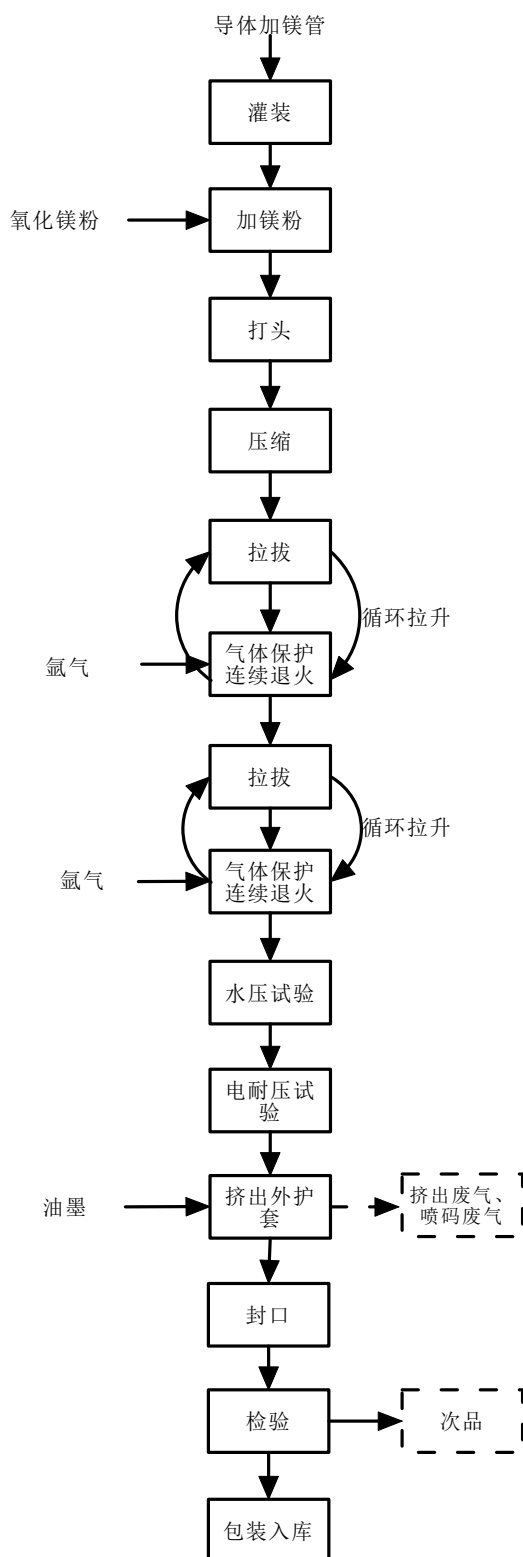 导体加镁管
灌装
氧化镁粉
加镁粉
打头
压缩
拉拔
循环拉升
氩气
气体保护
连续退火
拉拔
循环拉升
氩气
气体保护
连续退火
水压试验
电耐压试
验
油墨
挤出外护
套
挤出废气、
喷码废气
封口
检验
次品
包装入库